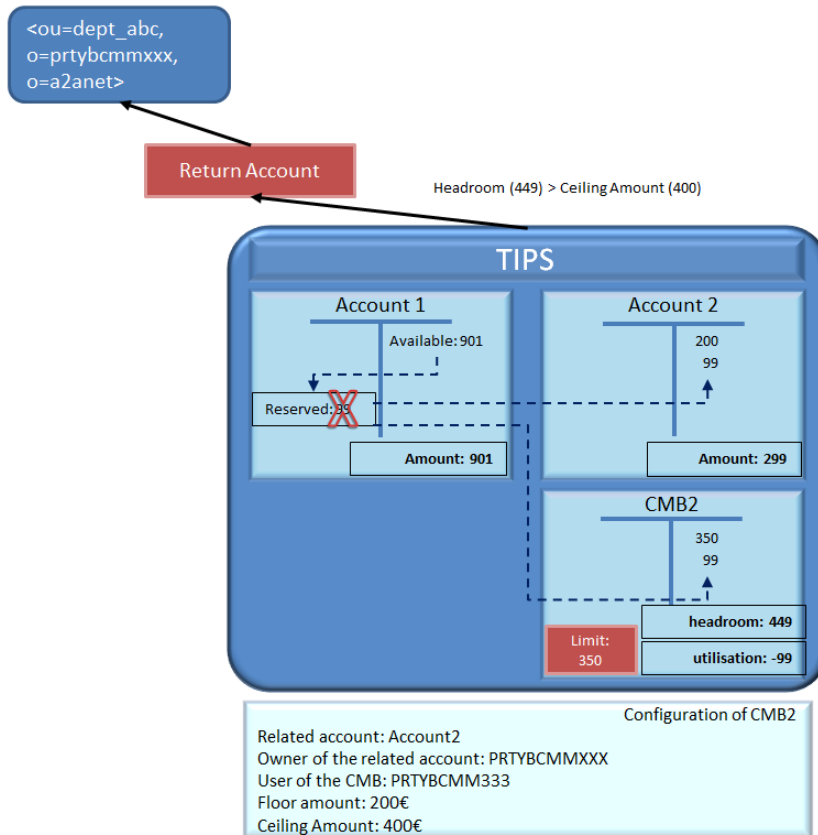 <ou=dept_abc,
o=prtybcmmxxx,
o=a2anet>
Return Account
Headroom (449) > Ceiling Amount (400)
TIPS
Account 1
Available: 901
Reserved: 99
X
Amount: 901
Account 2
200
99
Amount: 299
CMB2
350
99
headroom: 449
Limit:
350
utilisation: -99
Configuration of CMB2
Related account: Account2
Owner of the related account: PRTYBCMMXXX
User of the CMB: PRTYBCMM333
Floor amount: 200€
Ceiling Amount: 400€